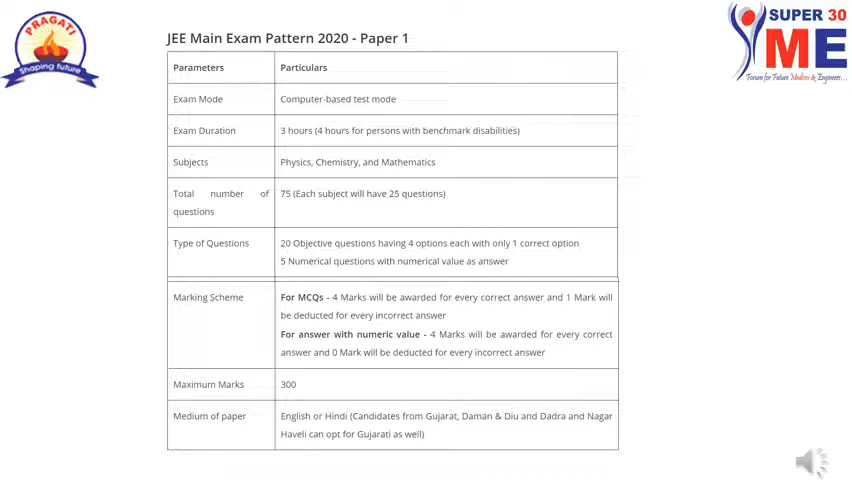 PRAGATI
Shaping future
SUPER 30
ME
Forum for Future Medicos & Engineers...
JEE Main Exam Pattern 2020 - Paper 1
Parameters Particulars
Exam Mode Computer-based test mode
Exam Duration 3 hours (4 hours for persons with benchmark disabilities)
Subjects Physics, Chemistry, and Mathematics
Total number of questions 75 (Each subject will have 25 questions)
Type of Questions 20 Objective questions having 4 options each with only 1 correct option
5 Numerical questions with numerical value as answer
Marking Scheme For MCQs - 4 Marks will be awarded for every correct answer and 1 Mark will
be deducted for every incorrect answer
For answer with numeric value - 4 Marks will be awarded for every correct
answer and 0 Mark will be deducted for every incorrect answer
Maximum Marks 300
Medium of paper English or Hindi (Candidates from Gujarat, Daman & Diu and Dadra and Nagar
Haveli can opt for Gujarati as well)